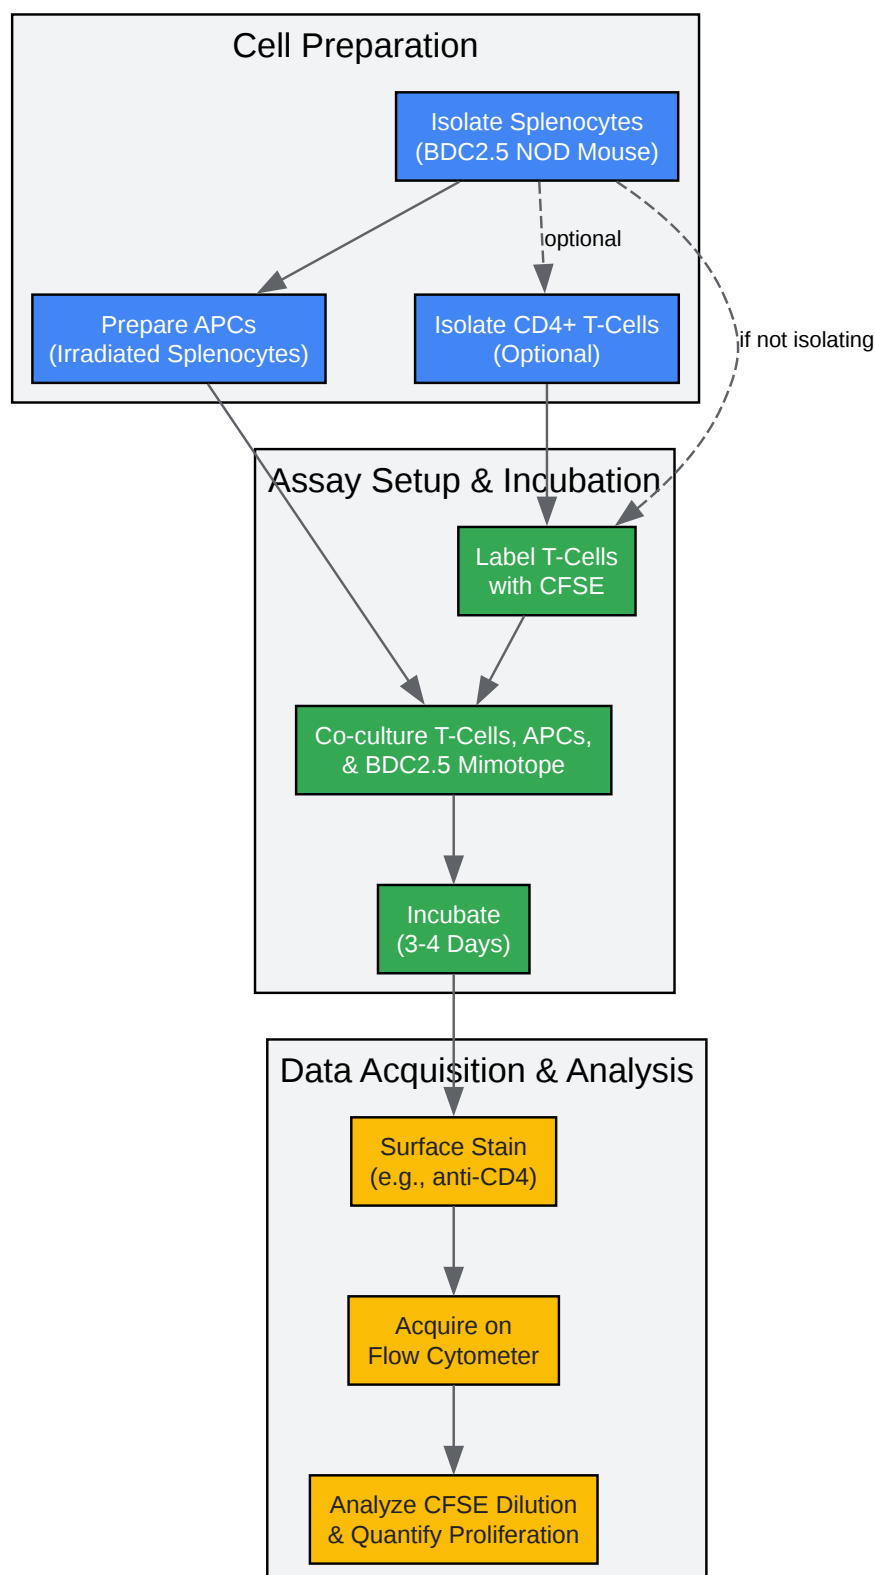 Cell Preparation
Isolate Splenocytes
(BDC2.5 NOD Mouse)
optional
Prepare APCs
(Irradiated Splenocytes)
Isolate CD4+ T-Cells
(Optional)
if not isolating
Assay Setup & Incubation
Label T-Cells
with CFSE
Co-culture T-Cells, APCs,
& BDC2.5 Mimotope
Incubate
(3-4 Days)
Data Acquisition & Analysis
Surface Stain
(e.g., anti-CD4)
Acquire on
Flow Cytometer
Analyze CFSE Dilution
& Quantify Proliferation